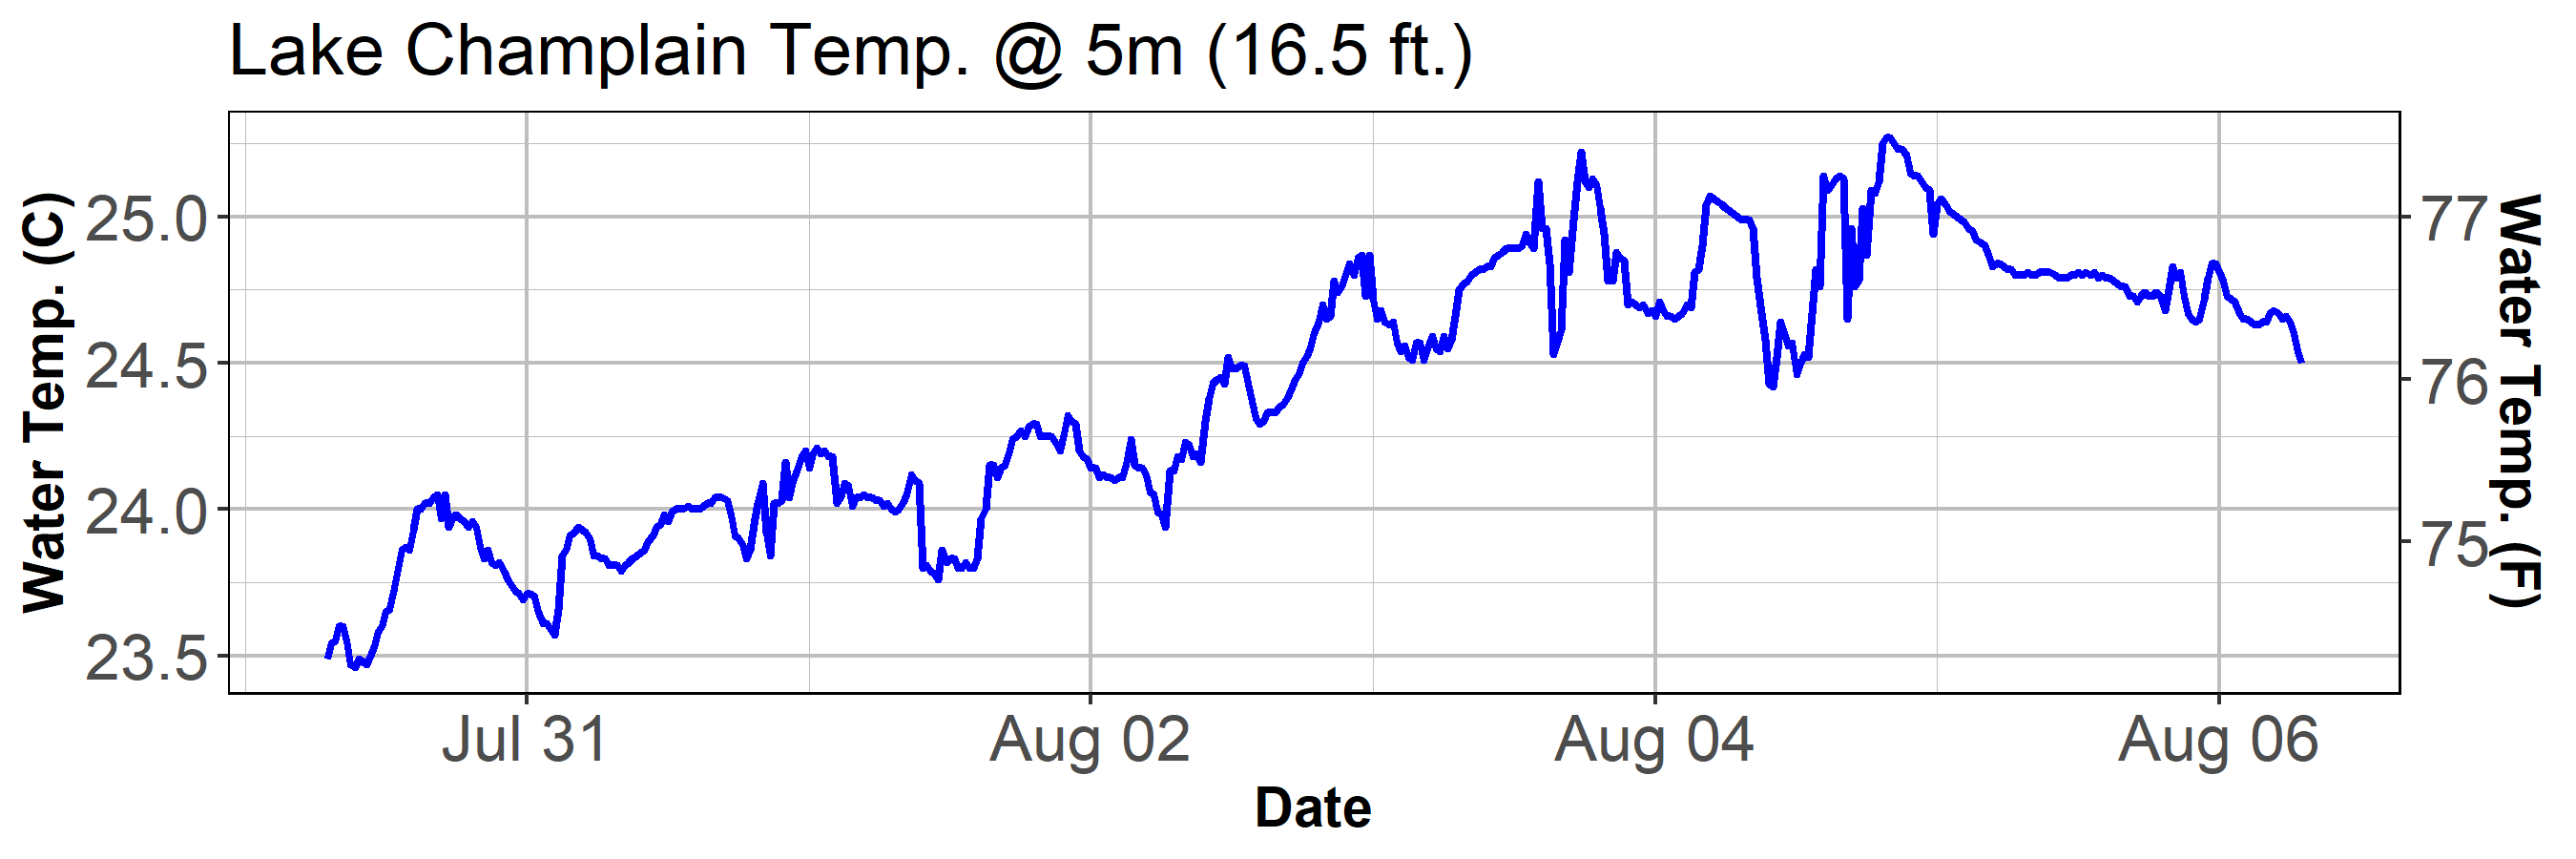 Lake Champlain Temp. @ 5m (16.5 ft.)
Water Temp. (C)
25.0
24.5
24.0
23.5
77
76
75
Water Temp. (F)
Jul 31
Aug 02
Aug 04
Aug 06
Date